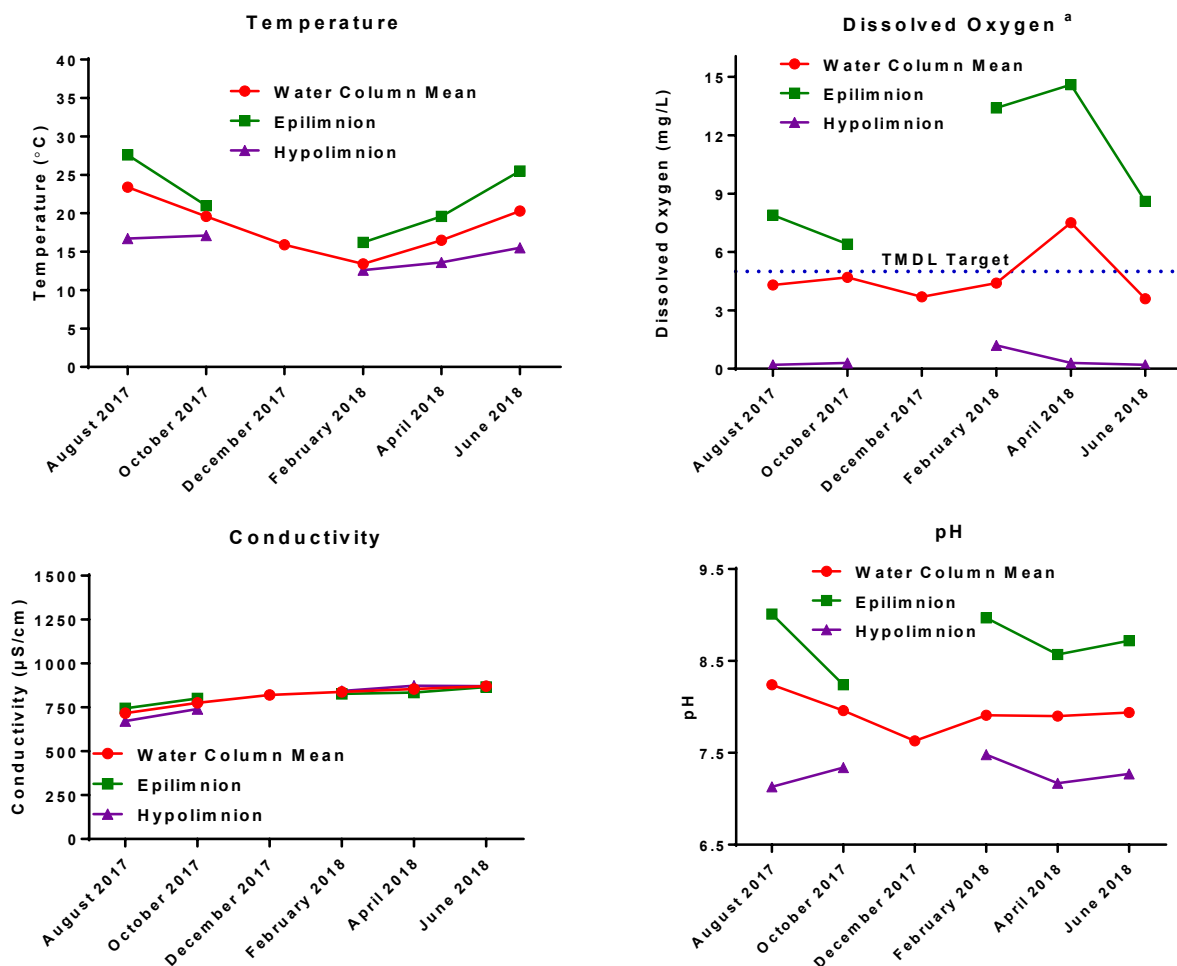 Temperature
Temperature (°C)
40
35
30
25
20
15
10
5
0
Water Column Mean
Epilimnion
Hypolimnion
August 2017
October 2017
December 2017
February 2018
April 2018
June 2018
Dissolved Oxygen a
Dissolved Oxygen (mg/L)
15
12
9
6
3
0
Water Column Mean
Epilimnion
Hypolimnion
TMDL Target
August 2017
October 2017
December 2017
February 2018
April 2018
June 2018
Conductivity
Conductivity (µS/cm)
1500
1250
1000
750
500
250
0
Water Column Mean
Epilimnion
Hypolimnion
August 2017
October 2017
December 2017
February 2018
April 2018
June 2018
pH
pH
9.5
8.5
7.5
6.5
Water Column Mean
Epilimnion
Hypolimnion
August 2017
October 2017
December 2017
February 2018
April 2018
June 2018